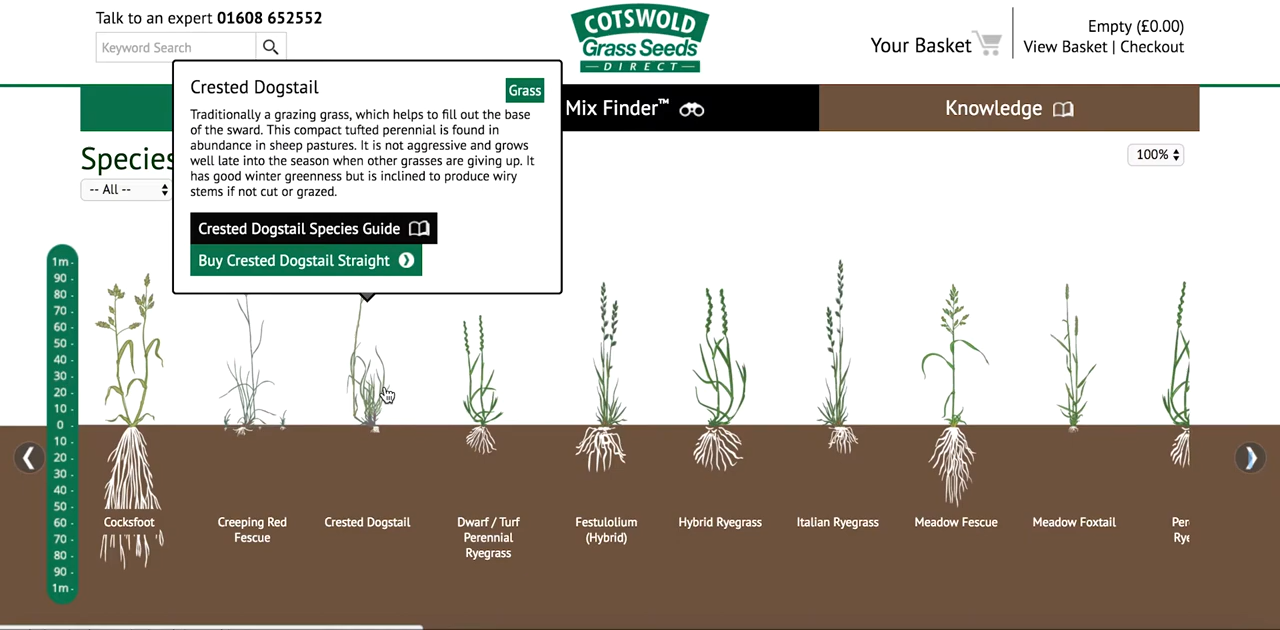 Talk to an expert 01608 652552
Keyword Search
COTSWOLD
Grass Seeds
DIRECT
Your Basket
Empty (£0.00)
View Basket | Checkout
Mix Finder™
Knowledge
Species
-- All --
100%
Crested Dogstail
Grass
Traditionally a grazing grass, which helps to fill out the base
of the sward. This compact tufted perennial is found in
abundance in sheep pastures. It is not aggressive and grows
well late into the season when other grasses are giving up. It
has good winter greenness but is inclined to produce wiry
stems if not cut or grazed.
Crested Dogstail Species Guide
Buy Crested Dogstail Straight
1m-
90 -
80 -
70 -
60 -
50 -
40 -
30 -
20 -
10 -
0 -
10 -
20 -
30 -
40 -
50 -
60 -
70 -
80 -
90 -
1m-
Cocksfoot
Creeping Red
Fescue
Crested Dogstail
Dwarf / Turf
Perennial
Ryegrass
Festulolium
(Hybrid)
Hybrid Ryegrass
Italian Ryegrass
Meadow Fescue
Meadow Foxtail
Per
Rye